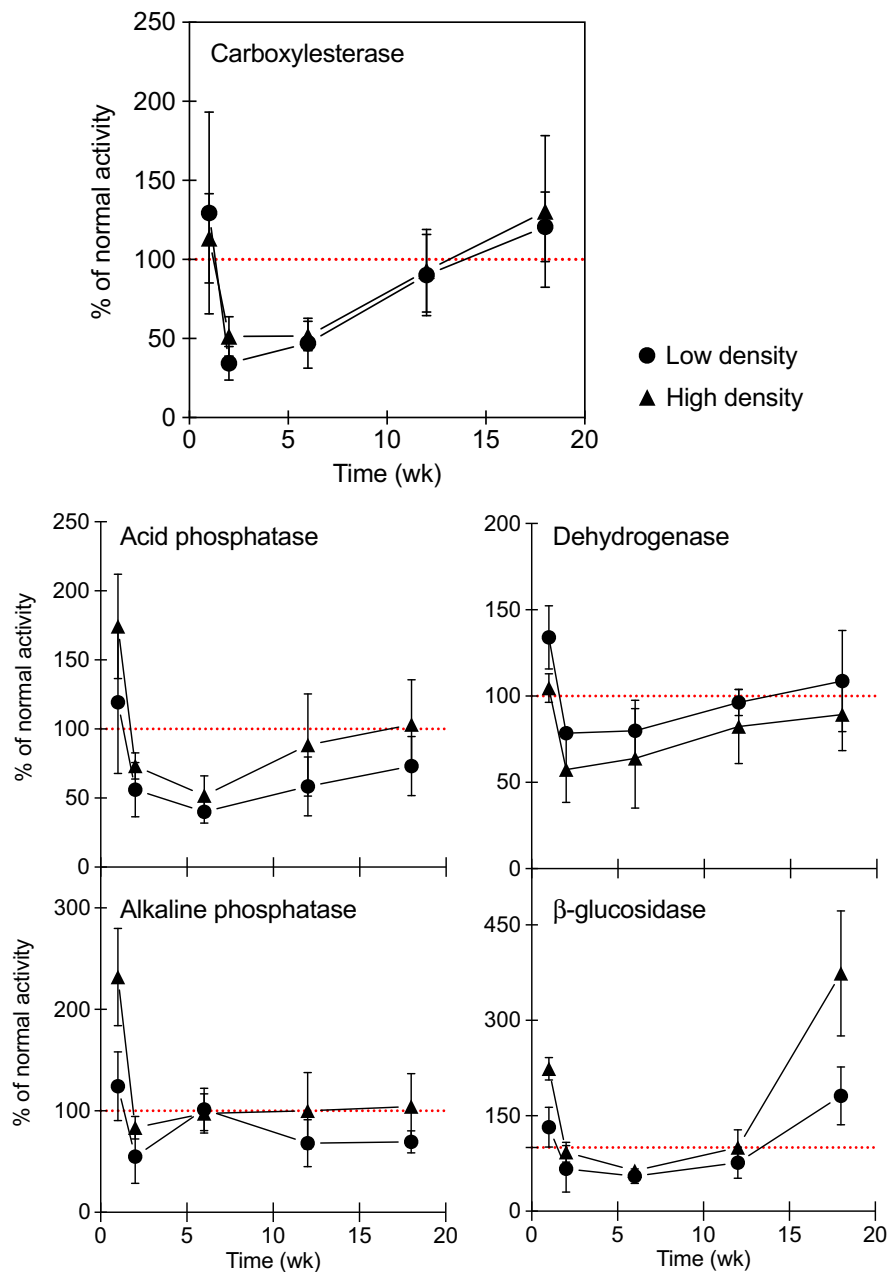 250
Carboxylesterase
200
150
100
50
0
0 5 10 15 20
% of normal activity
Time (wk)
Low density
High density
250
Acid phosphatase
200
150
100
50
0
% of normal activity
200
Dehydrogenase
150
100
50
0
300
Alkaline phosphatase
200
100
0
0 5 10 15 20
% of normal activity
Time (wk)
450
β-glucosidase
300
150
0
0 5 10 15 20
Time (wk)